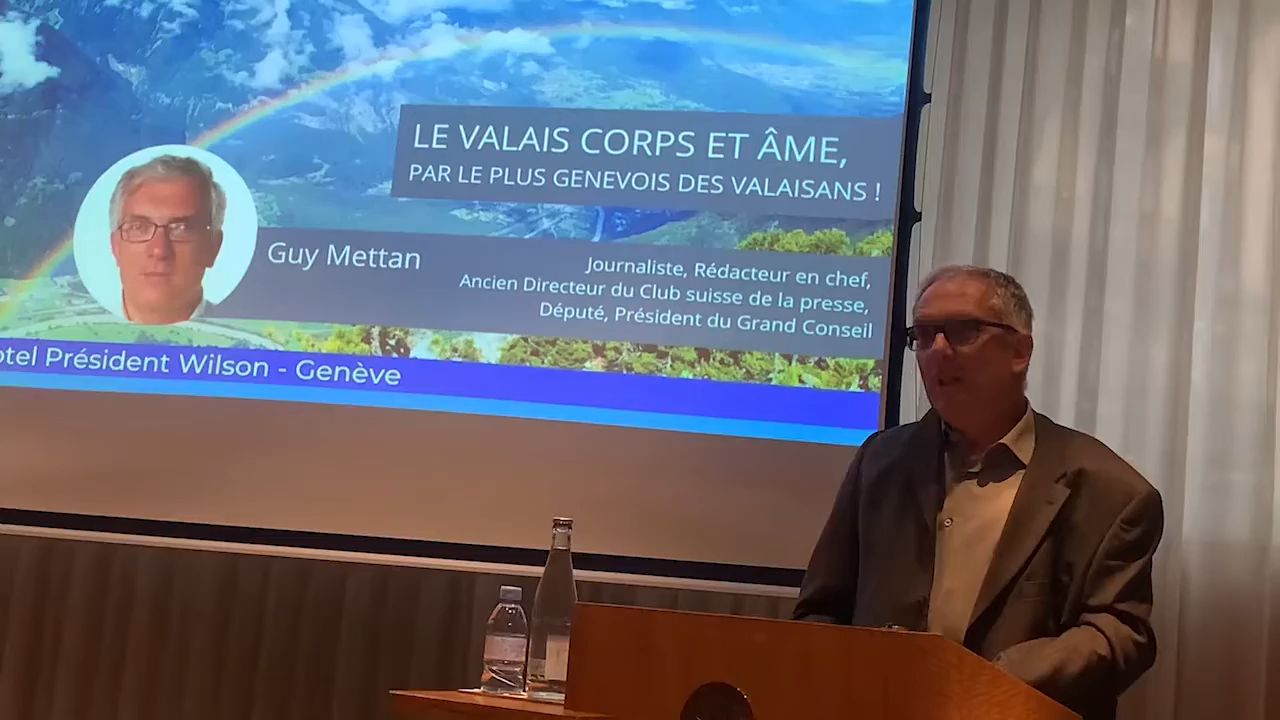 LE VALAIS CORPS ET ÂME,
PAR LE PLUS GENEVOIS DES VALAISANS !
Guy Mettan
Journaliste, Rédacteur en chef,
Ancien Directeur du Club suisse de la presse,
Député, Président du Grand Conseil
otel Président Wilson - Genève